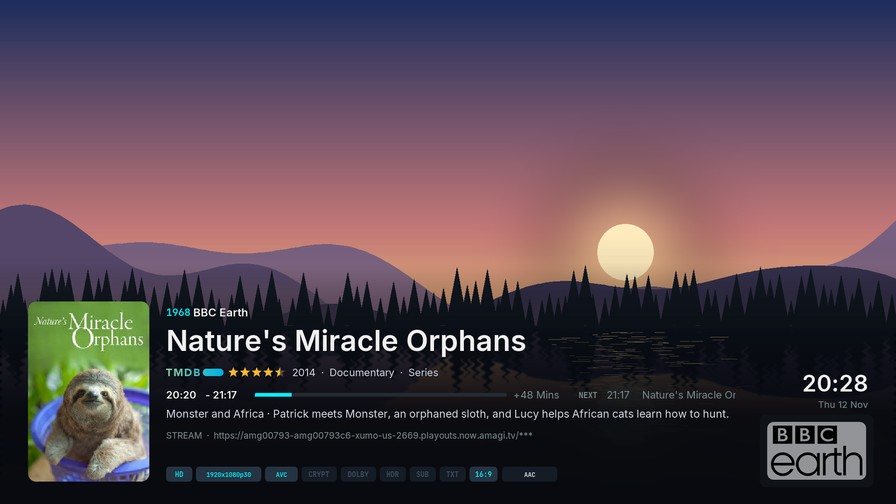 1968 BBC Earth
Nature's Miracle Orphans
Nature's Miracle Orphans
TMDB 2014 · Documentary · Series
20:20 - 21:17 +48 Mins NEXT 21:17 Nature's Miracle Or
20:28
Monster and Africa · Patrick meets Monster, an orphaned sloth, and Lucy helps African cats learn how to hunt.
Thu 12 Nov
STREAM · https://amg00793-amg00793c6-xumo-us-2669.playouts.now.amagi.tv/***
BBC
earth
HD 1920x1080p30 AVC CRYPT DOLBY HDR SUB TXT 16:9 AAC